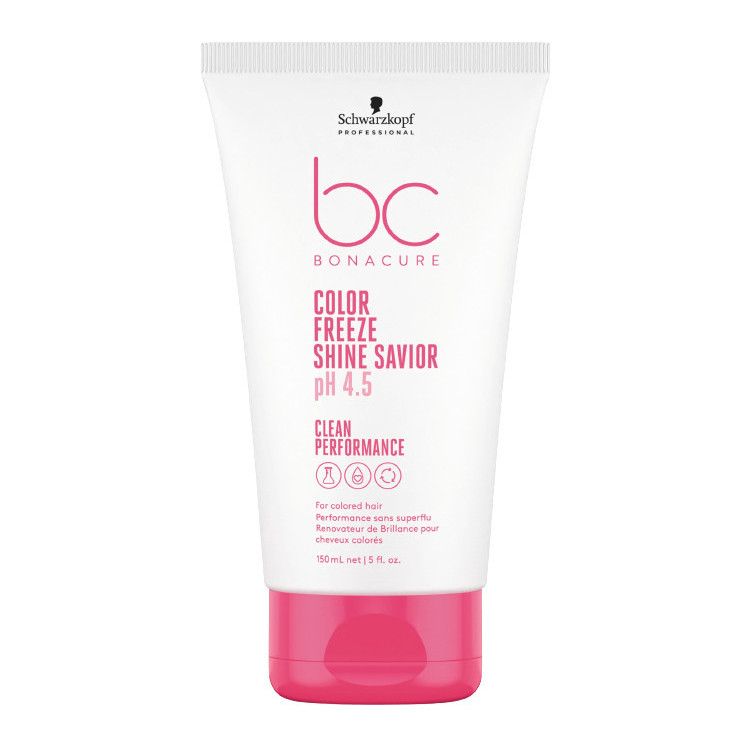 Schwarzkopf
PROFESSIONAL
bc
BONACURE
COLOR
FREEZE
SHINE SAVIOR
pH 4.5
CLEAN
PERFORMANCE
For colored hair
Performance sans superflu
Renovateur de Brillance pour
cheveux colorés
150 mL net | 5 fl. oz.